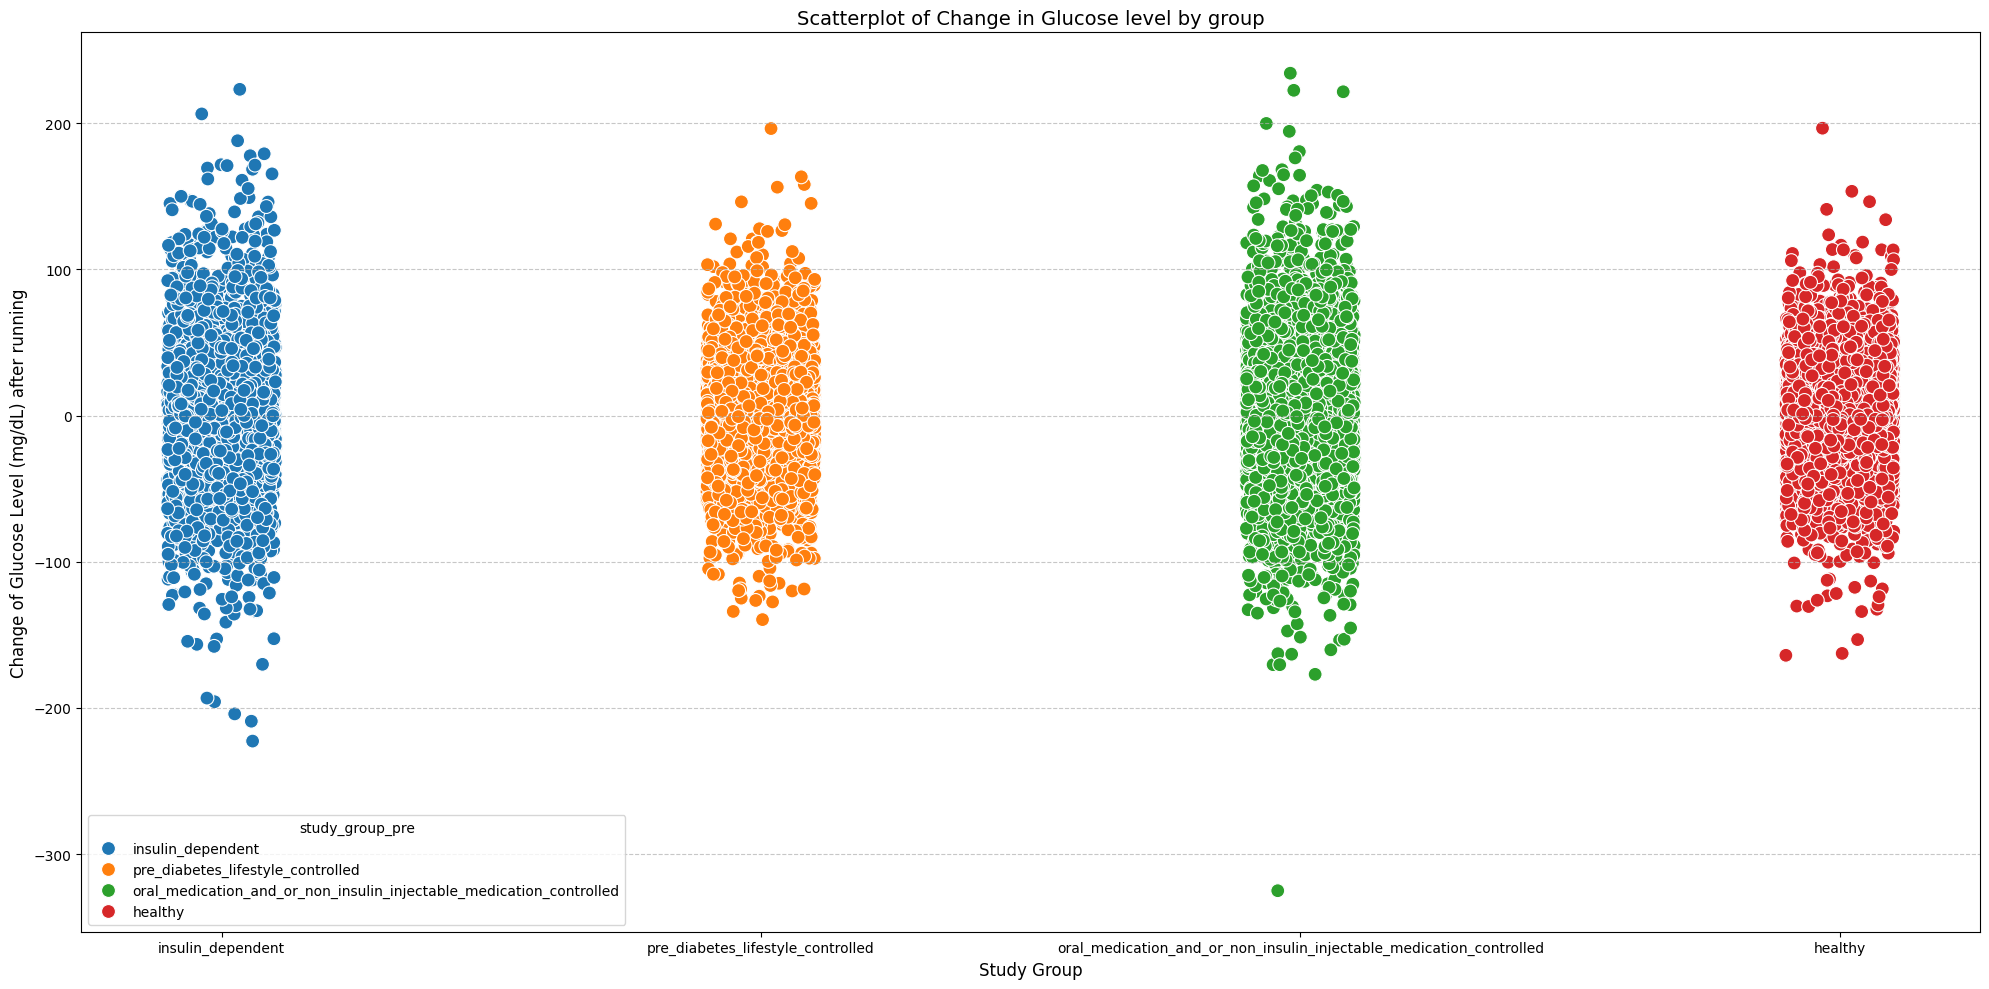 Scatterplot of Change in Glucose level by group
Change of Glucose Level (mg/dL) after running
200
100
0
−100
−200
−300
study_group_pre
insulin_dependent
pre_diabetes_lifestyle_controlled
oral_medication_and_or_non_insulin_injectable_medication_controlled
healthy
insulin_dependent
pre_diabetes_lifestyle_controlled
oral_medication_and_or_non_insulin_injectable_medication_controlled
healthy
Study Group